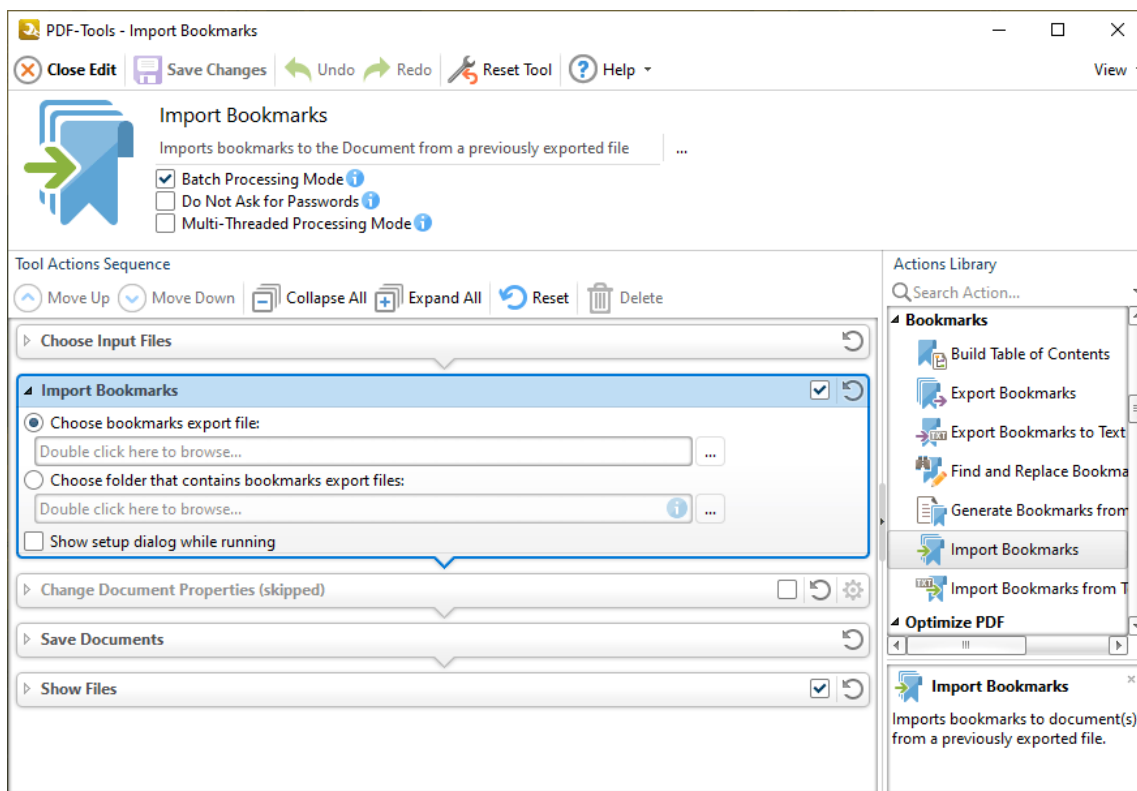 PDF-Tools - Import Bookmarks
Close Edit Save Changes Undo Redo Reset Tool Help View
Import Bookmarks
Imports bookmarks to the Document from a previously exported file ...
Batch Processing Mode
Do Not Ask for Passwords
Multi-Threaded Processing Mode
Tool Actions Sequence
Move Up Move Down Collapse All Expand All Reset Delete
Choose Input Files
Import Bookmarks
Choose bookmarks export file:
Double click here to browse... ...
Choose folder that contains bookmarks export files:
Double click here to browse... ...
Show setup dialog while running
Change Document Properties (skipped)
Save Documents
Show Files
Actions Library
Search Action...
Bookmarks
Build Table of Contents
Export Bookmarks
TXT Export Bookmarks to Text
Find and Replace Bookma
Generate Bookmarks from
Import Bookmarks
TXT Import Bookmarks from T
Optimize PDF
Import Bookmarks
Imports bookmarks to document(s)
from a previously exported file.